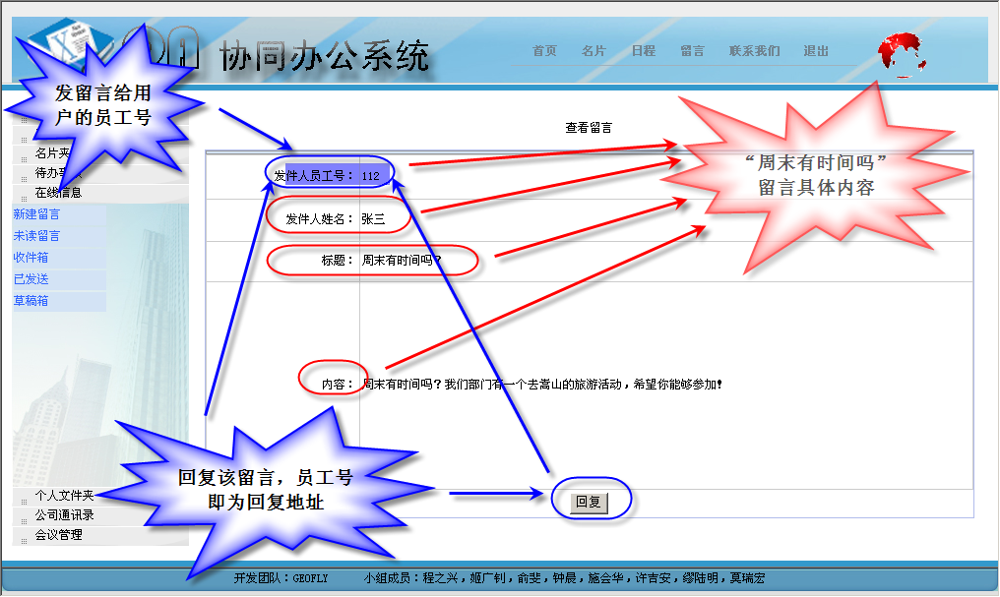 OA 协同办公系统
首页 名片 日程 留言 联系我们 退出
发留言给用
户的员工号
查看留言
“周末有时间吗”
留言具体内容
名片夹
待办
在线信息
新建留言
未读留言
收件箱
已发送
草稿箱
发件人员工号： 112
发件人姓名： 张三
标题： 周末有时间吗？
内容： 周末有时间吗？我们部门有一个去嵩山的旅游活动，希望你能够参加！
回复该留言，员工号
即为回复地址
回复
个人文件夹
公司通讯录
会议管理
开发团队：GEOFLY 小组成员：程之兴，姬广钊，俞斐，钟晨，施会华，许吉安，缪陆明，莫瑞宏